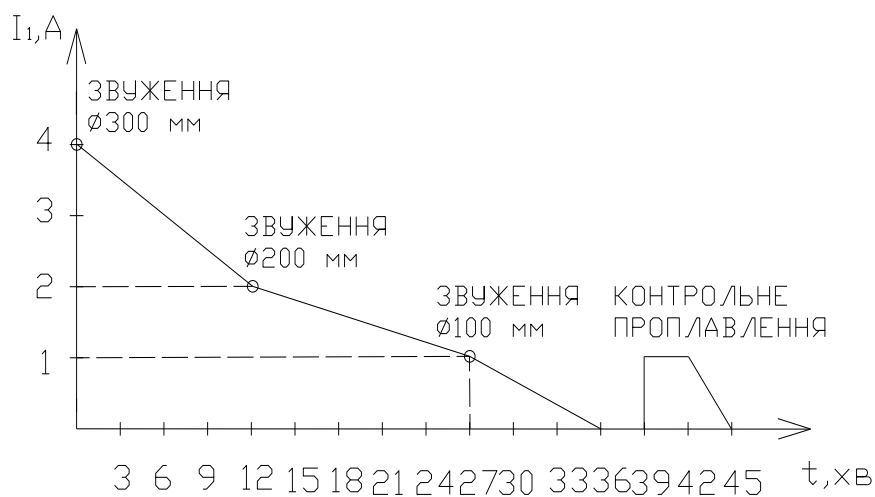 I₁,А
ЗВУЖЕННЯ
Ø300 мм
4
3
ЗВУЖЕННЯ
Ø200 мм
2
ЗВУЖЕННЯ
Ø100 мм
КОНТРОЛЬНЕ
ПРОПЛАВЛЕННЯ
1
3 6 9 12 15 18 21 24 27 30 33 36 39 42 45 t,хв